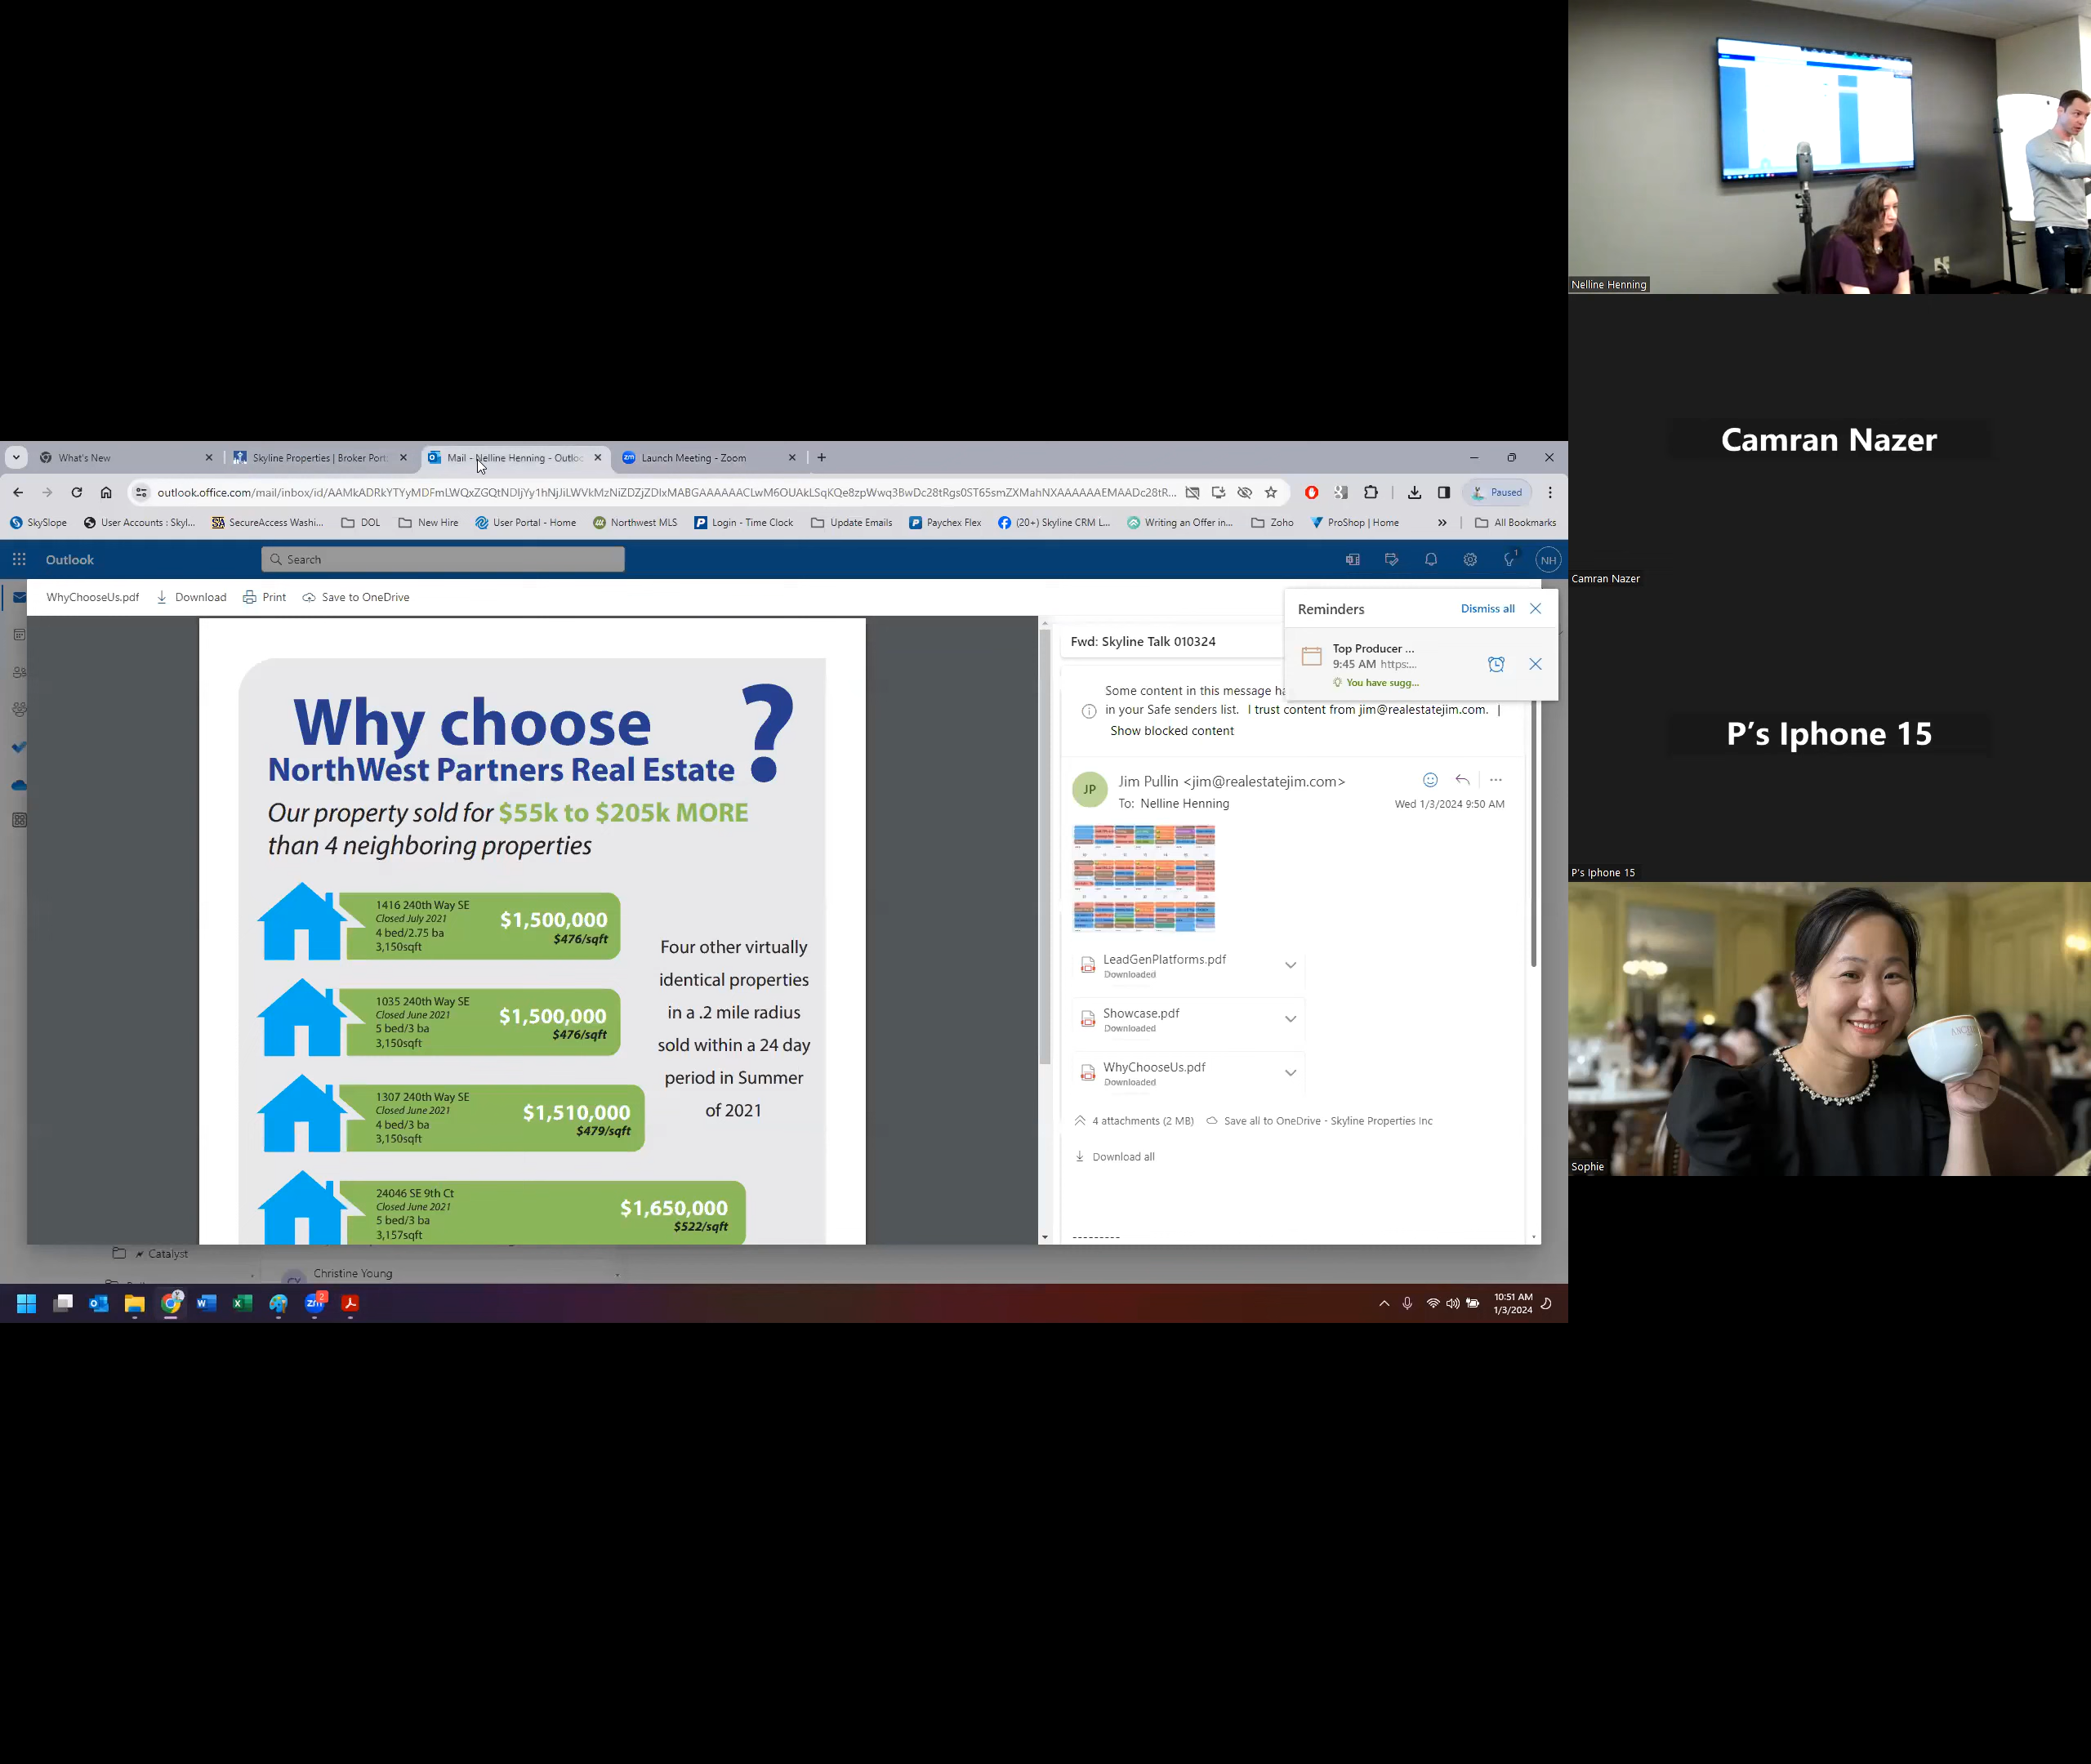 Nelline Henning
Camran Nazer
Camran Nazer
P's Iphone 15
P's Iphone 15
Sophie
What's New
Skyline Properties | Broker Port
Mail - Nelline Henning - Outloo
Launch Meeting - Zoom
SkySlope
User Accounts : Skyl...
SecureAccess Washi...
DOL
New Hire
User Portal - Home
Northwest MLS
Login - Time Clock
Update Emails
Paychex Flex
(20+) Skyline CRM L...
Writing an Offer in...
Zoho
ProShop | Home
»
All Bookmarks
Paused
Outlook
Search
1
NH
WhyChooseUs.pdf
Download
Print
Save to OneDrive
Why choose ?
NorthWest Partners Real Estate
Our property sold for $55k to $205k MORE
than 4 neighboring properties
1416 240th Way SE
Closed July 2021
4 bed/2.75 ba
3,150sqft
$1,500,000
$476/sqft
1035 240th Way SE
Closed June 2021
5 bed/3 ba
3,150sqft
$1,500,000
$476/sqft
1307 240th Way SE
Closed June 2021
4 bed/3 ba
3,150sqft
$1,510,000
$479/sqft
24046 SE 9th Ct
Closed June 2021
5 bed/3 ba
3,157sqft
$1,650,000
$522/sqft
Four other virtually
identical properties
in a .2 mile radius
sold within a 24 day
period in Summer
of 2021
Fwd: Skyline Talk 010324
Reminders
Dismiss all
Top Producer ...
9:45 AM https:...
You have sugg...
Some content in this message ha
in your Safe senders list. I trust content from jim@realestatejim.com. |
Show blocked content
JP
Jim Pullin <jim@realestatejim.com>
To: Nelline Henning
Wed 1/3/2024 9:50 AM
LeadGenPlatforms.pdf
Downloaded
Showcase.pdf
Downloaded
WhyChooseUs.pdf
Downloaded
4 attachments (2 MB)
Save all to OneDrive - Skyline Properties Inc
Download all
---------
Catalyst
Christine Young
2
10:51 AM
1/3/2024